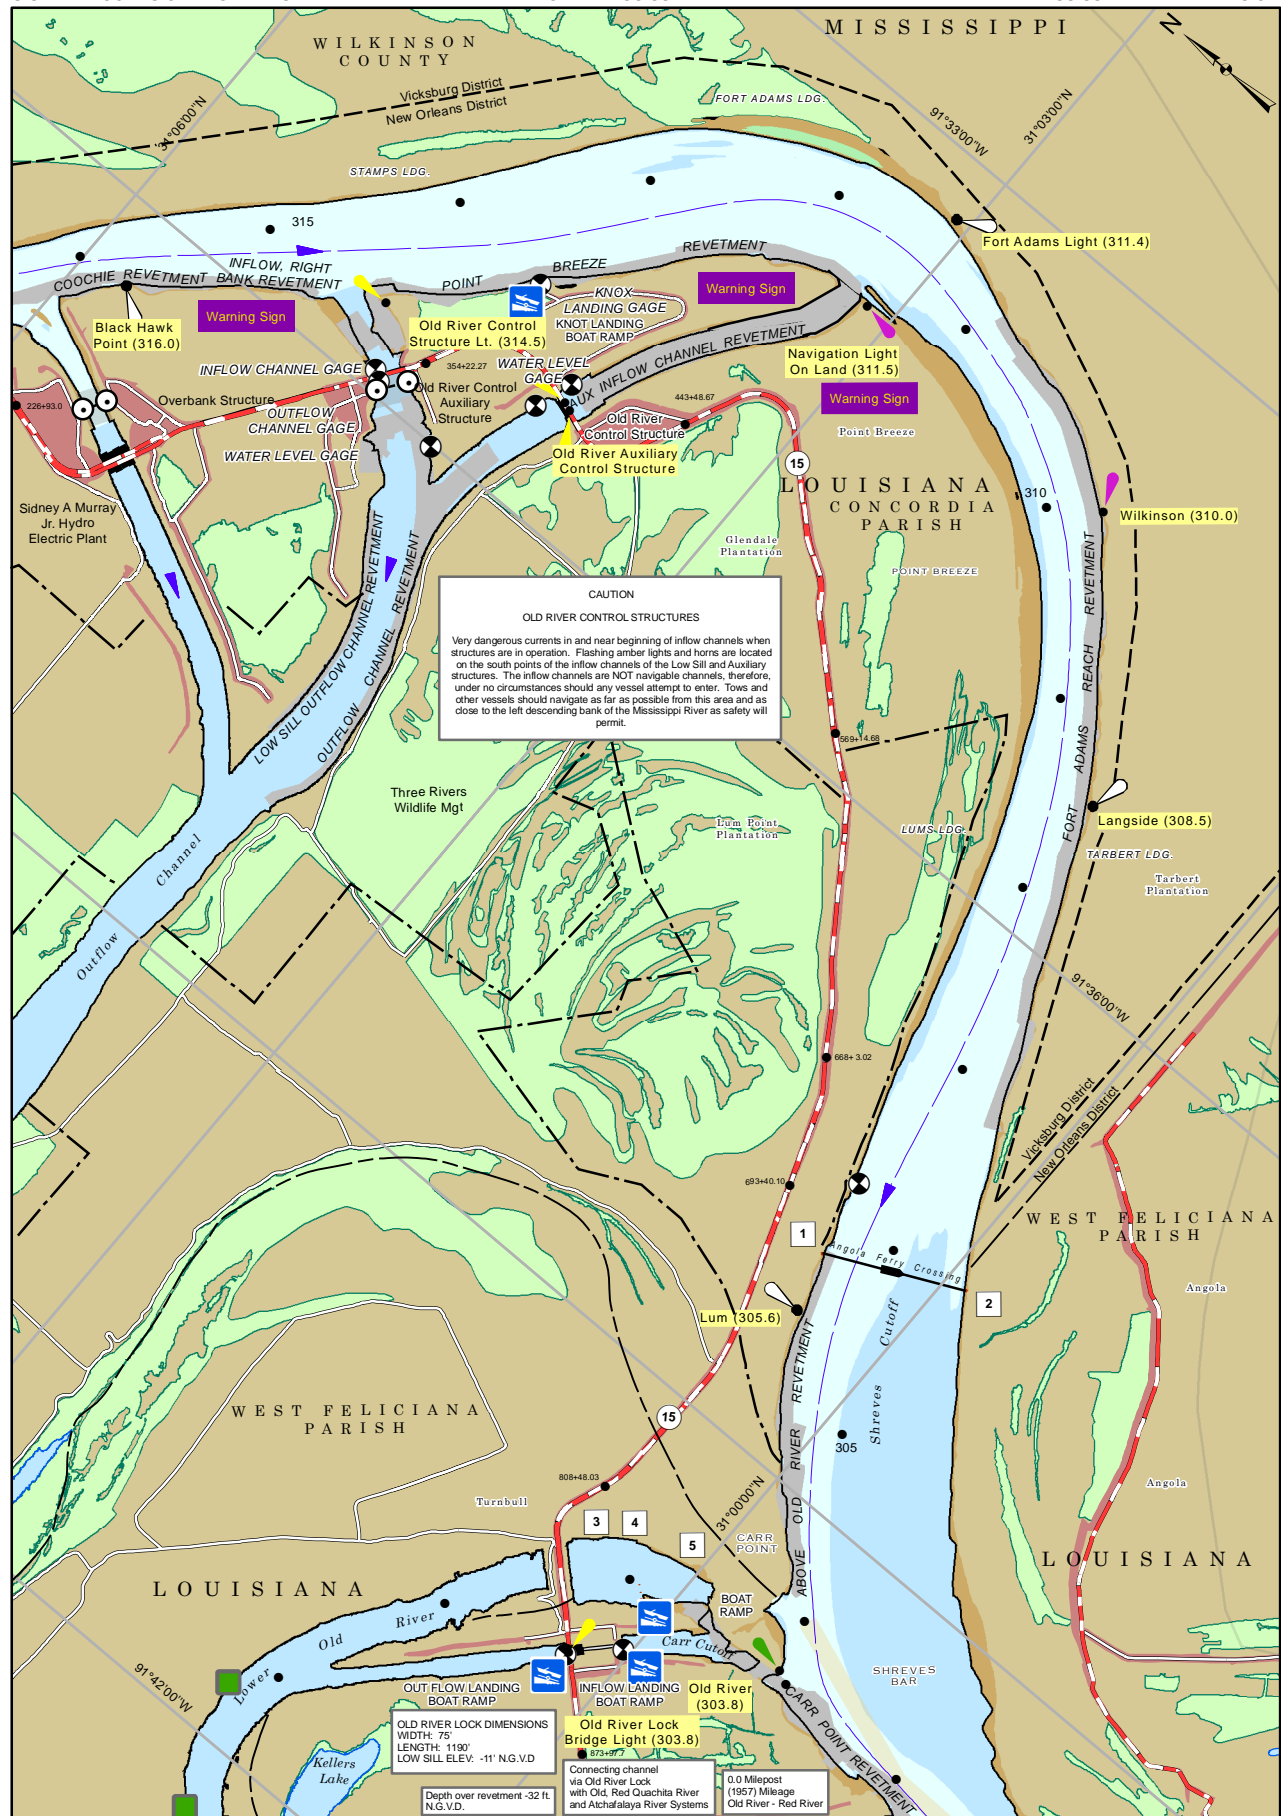 MISSISSIPPI
N
WILKINSON
COUNTY
Vicksburg District
New Orleans District
FORT ADAMS LDG.
31°06'00"N
91°33'00"W
31°03'00"N
STAMPS LDG.
315
Fort Adams Light (311.4)
COOCHIE REVETMENT
INFLOW, RIGHT
BANK REVETMENT
POINT BREEZE REVETMENT
Warning Sign
Warning Sign
Black Hawk
Point (316.0)
Old River Control
Structure Lt. (314.5)
KNOX
LANDING GAGE
KNOT LANDING
BOAT RAMP
Navigation Light
On Land (311.5)
Warning Sign
INFLOW CHANNEL GAGE
354+22.27
WATER LEVEL
GAGE
AUX INFLOW CHANNEL REVETMENT
226+93.0
Overbank Structure
OUTFLOW
CHANNEL GAGE
WATER LEVEL GAGE
Old River Control
Auxiliary
Structure
443+48.67
Old River
Control Structure
Old River Auxiliary
Control Structure
Point Breeze
15
LOUISIANA
CONCORDIA
PARISH
310
Wilkinson (310.0)
Sidney A Murray
Jr. Hydro
Electric Plant
Glendale
Plantation
POINT BREEZE
LOW SILL OUTFLOW CHANNEL REVETMENT
OUTFLOW CHANNEL REVETMENT
CAUTION
OLD RIVER CONTROL STRUCTURES
Very dangerous currents in and near beginning of inflow channels when
structures are in operation. Flashing amber lights and horns are located
on the south points of the inflow channels of the Low Sill and Auxiliary
structures. The inflow channels are NOT navigable channels, therefore,
under no circumstances should any vessel attempt to enter. Tows and
other vessels should navigate as far as possible from this area and as
close to the left descending bank of the Mississippi River as safety will
permit.
FORT ADAMS REACH REVETMENT
569+14.68
Three Rivers
Wildlife Mgt
Lum Point
Plantation
LUMS LDG.
Langside (308.5)
TARBERT LDG.
Tarbert
Plantation
Outflow Channel
91°36'00"W
668+ 3.02
Vicksburg District
New Orleans District
693+40.10
WEST FELICIANA
PARISH
1
Angola Ferry Crossing
2
Angola
Lum (305.6)
Shreves Cutoff
WEST FELICIANA
PARISH
15
305
ABOVE OLD RIVER REVETMENT
808+48.03
Turnbull
31°00'00"N
Angola
3
4
5
CARR
POINT
LOUISIANA
LOUISIANA
BOAT
RAMP
Lower Old River
Carr Cutoff
SHREVES
BAR
91°42'00"W
OUT FLOW LANDING
BOAT RAMP
INFLOW LANDING
BOAT RAMP
Old River
(303.8)
CARR POINT REVETMENT
OLD RIVER LOCK DIMENSIONS
WIDTH: 75'
LENGTH: 1190'
LOW SILL ELEV: -11' N.G.V.D
Old River Lock
Bridge Light (303.8)
873+97.7
Kellers
Lake
Connecting channel
via Old River Lock
with Old, Red Quachita River
and Atchafalaya River Systems
0.0 Milepost
(1957) Mileage
Old River - Red River
Depth over revetment -32 ft.
N.G.V.D.